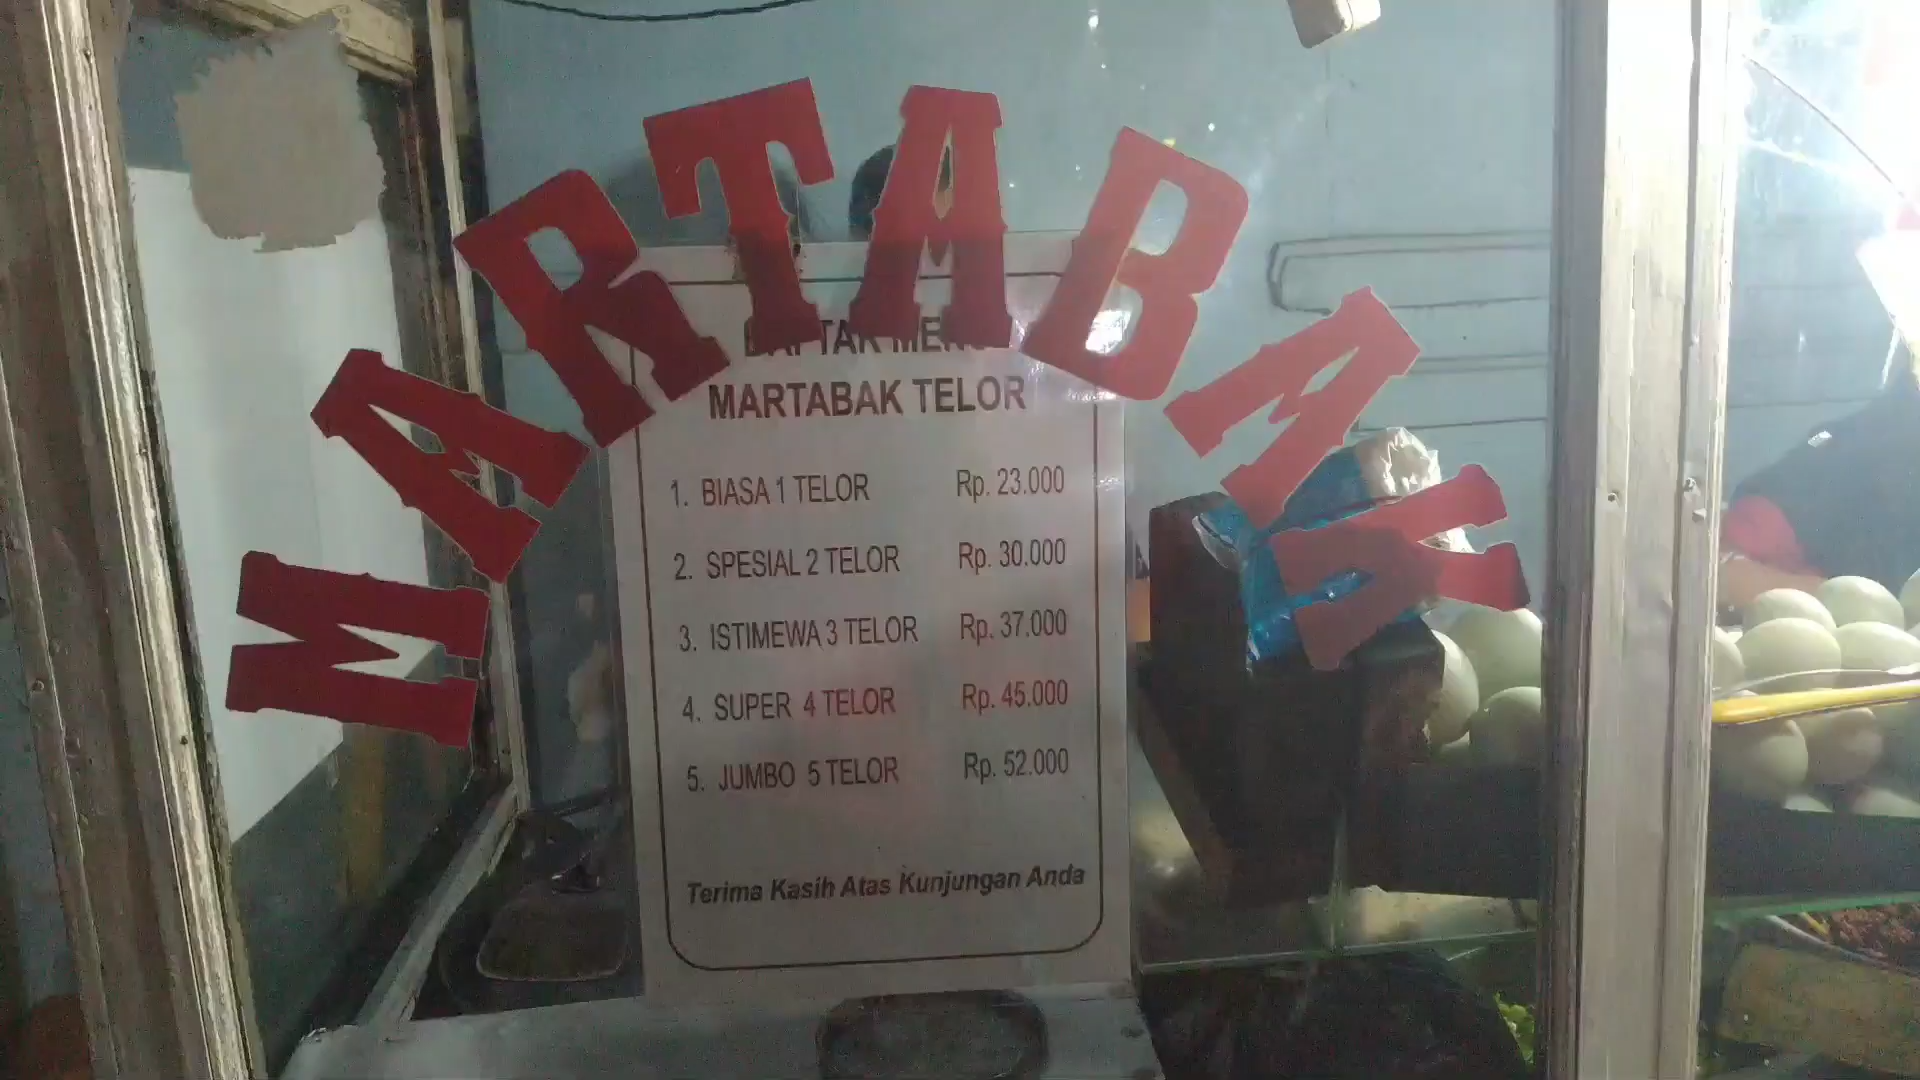 MARTABAK
DAFTAR MENU
MARTABAK TELOR
1. BIASA 1 TELOR Rp. 23.000
2. SPESIAL 2 TELOR Rp. 30.000
3. ISTIMEWA 3 TELOR Rp. 37.000
4. SUPER 4 TELOR Rp. 45.000
5. JUMBO 5 TELOR Rp. 52.000
Terima Kasih Atas Kunjungan Anda